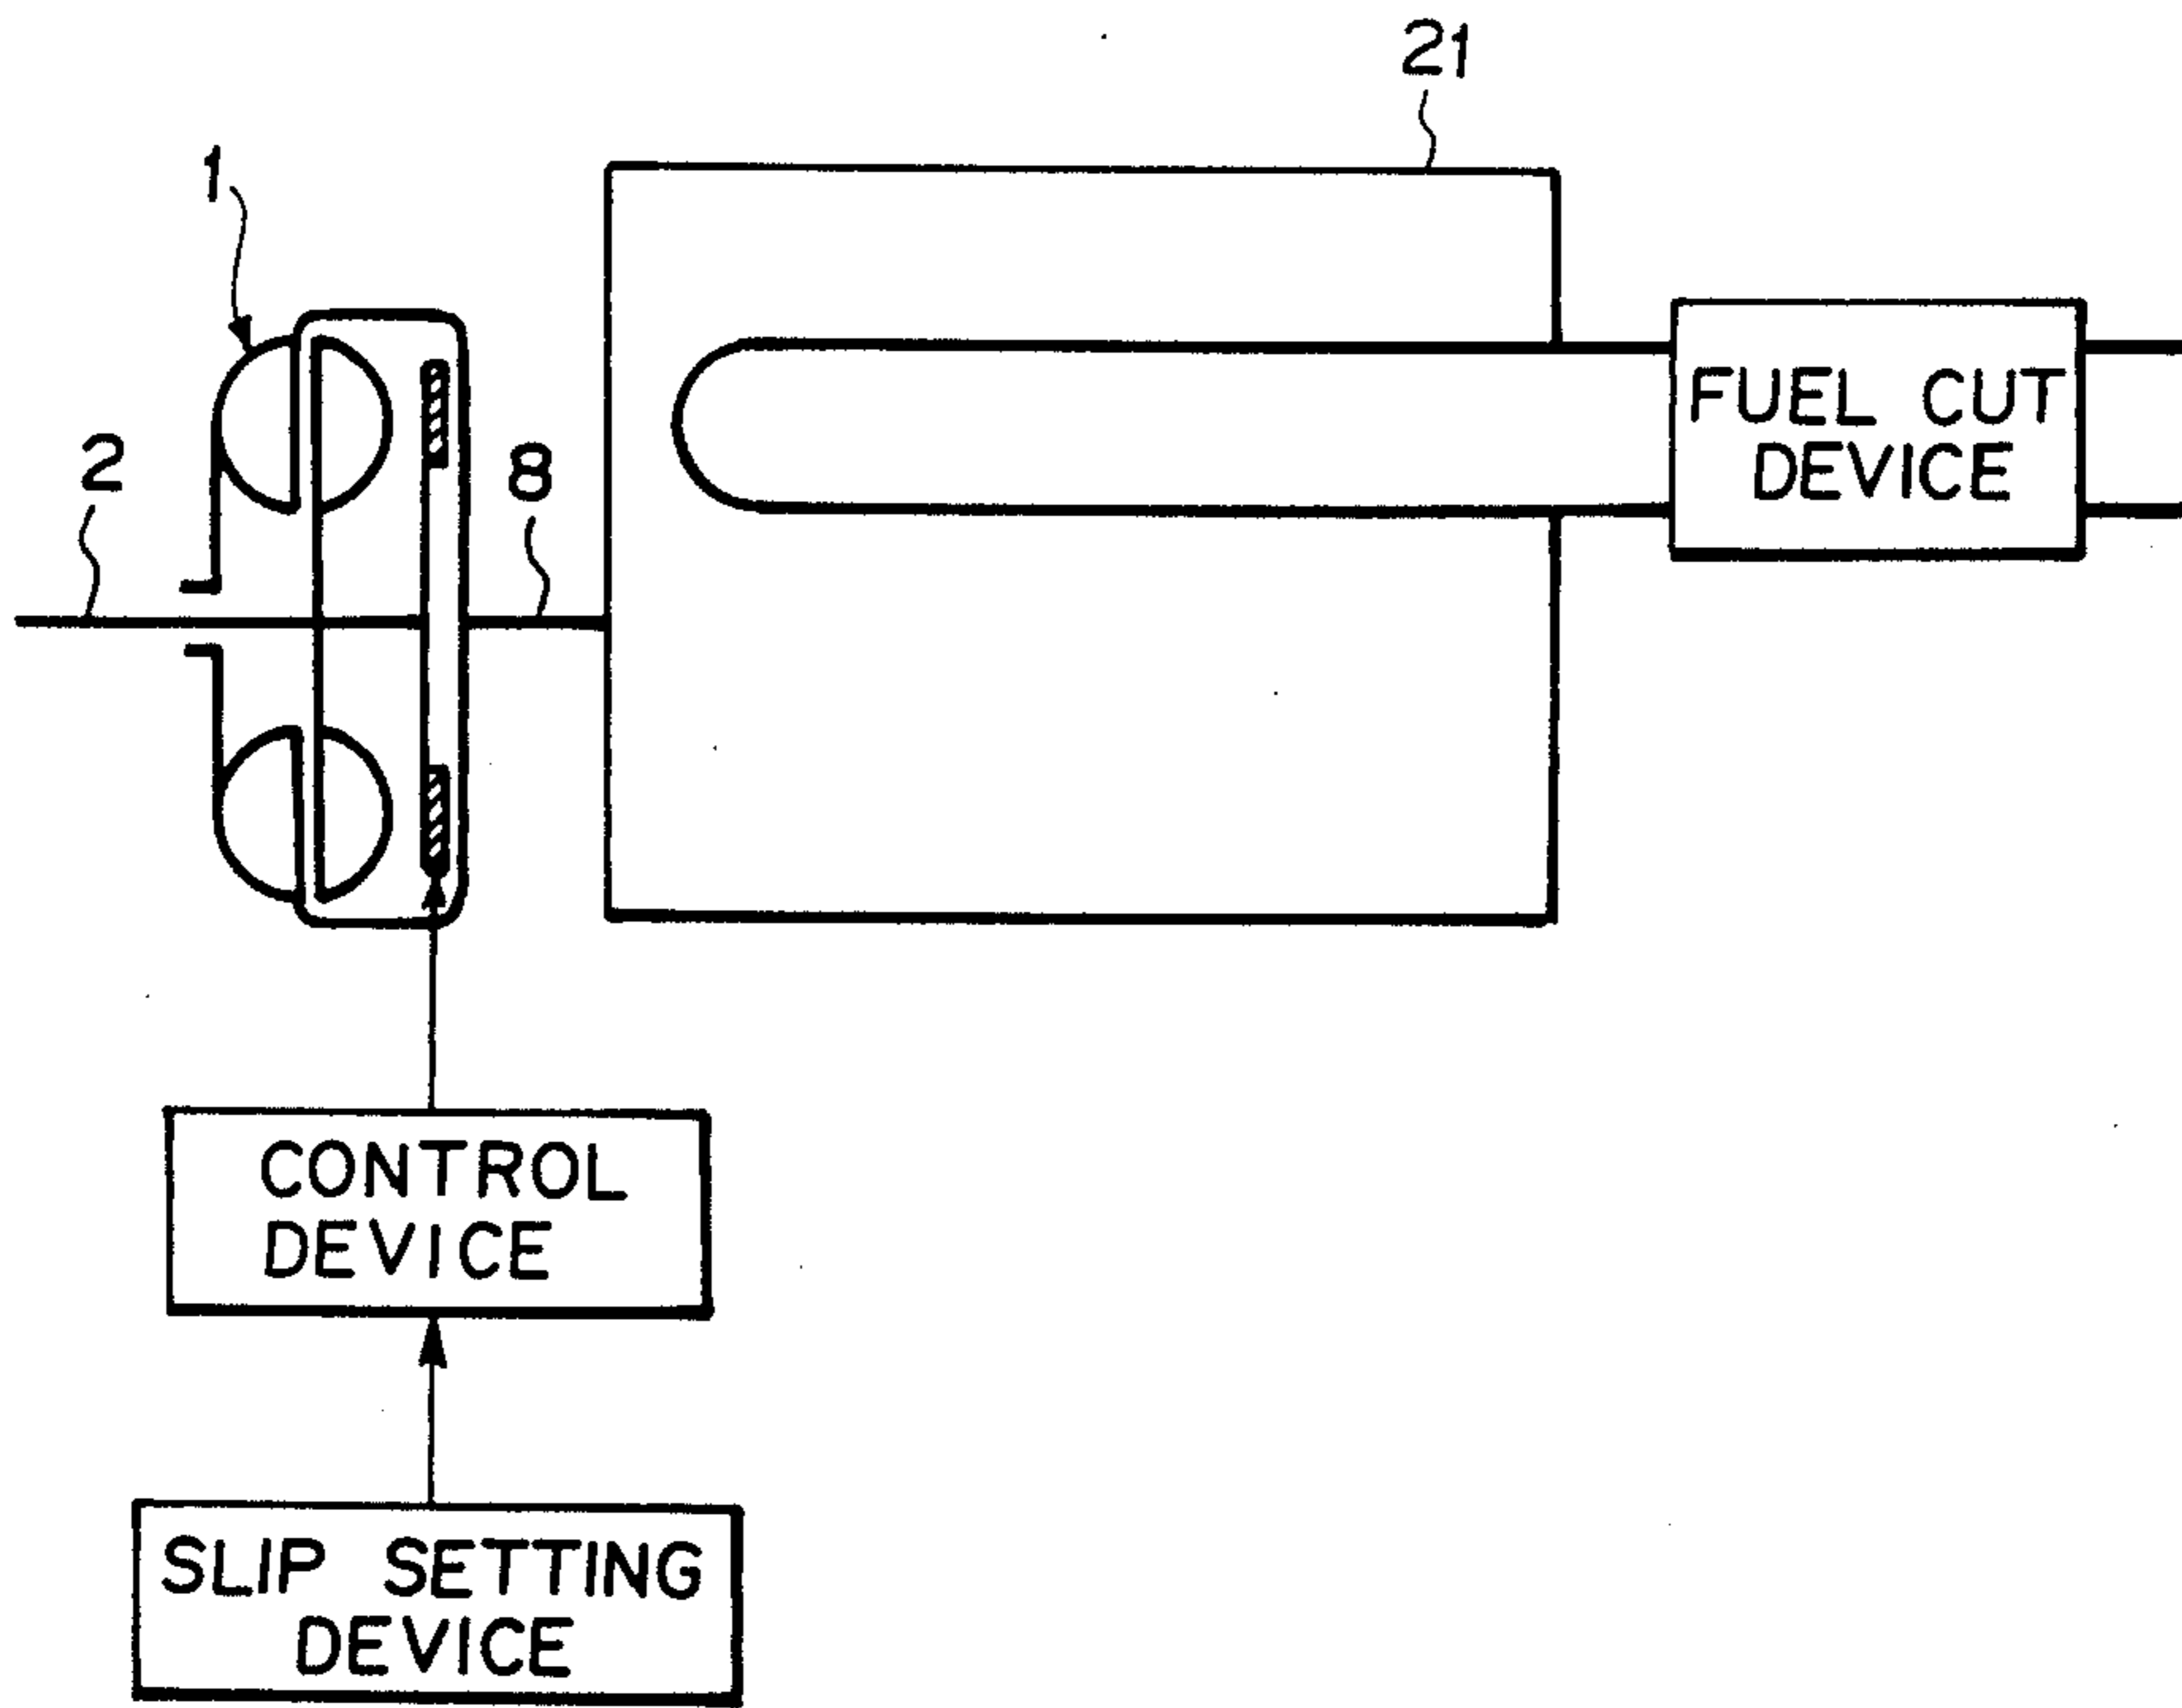 21
1
2
8
FUEL CUT
DEVICE
CONTROL
DEVICE
SLIP SETTING
DEVICE